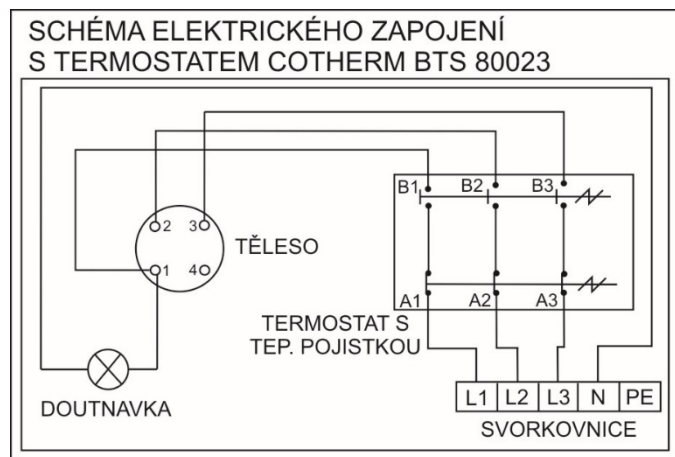 SCHÉMA ELEKTRICKÉHO ZAPOJENÍ
S TERMOSTATEM COTHERM BTS 80023
B1 B2 B3
2 3
TĚLESO
1 4
A1 A2 A3
TERMOSTAT S
TEP. POJISTKOU
L1 L2 L3 N PE
DOUTNAVKA
SVORKOVNICE